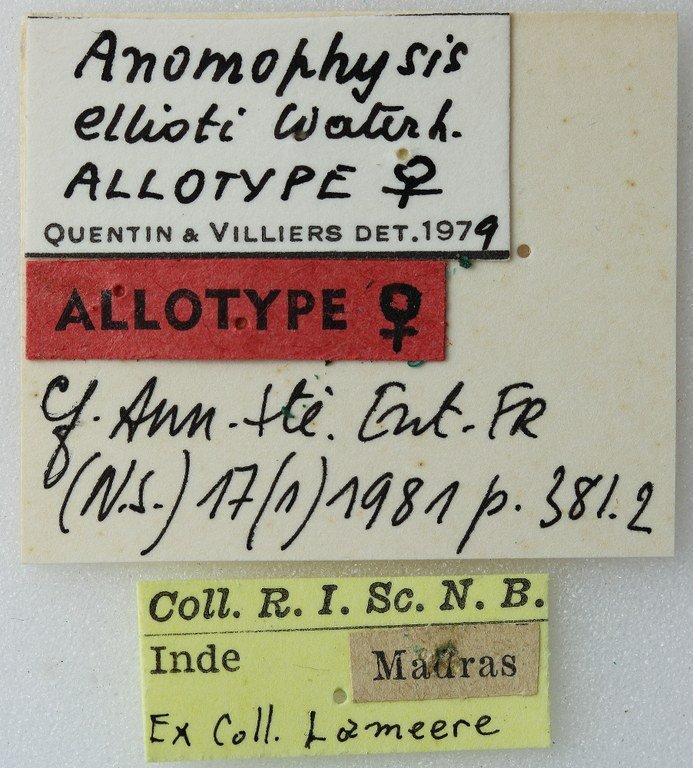 Anomophysis
ellioti Waterh.
ALLOTYPE ♀
QUENTIN & VILLIERS DET. 1979
ALLOTYPE ♀
Cf. Ann. Sté. Ent. FR
(N.S.) 17(1) 1981 p. 381.2
Coll. R. I. Sc. N. B.
Inde Madras
Ex Coll. Lameere